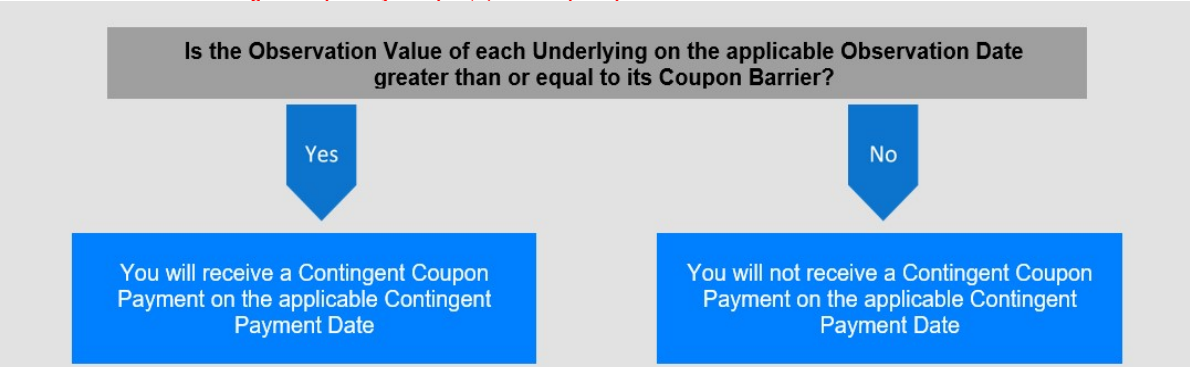 Is the Observation Value of each Underlying on the applicable Observation Date
greater than or equal to its Coupon Barrier?
Yes
No
You will receive a Contingent Coupon
Payment on the applicable Contingent
Payment Date
You will not receive a Contingent Coupon
Payment on the applicable Contingent
Payment Date